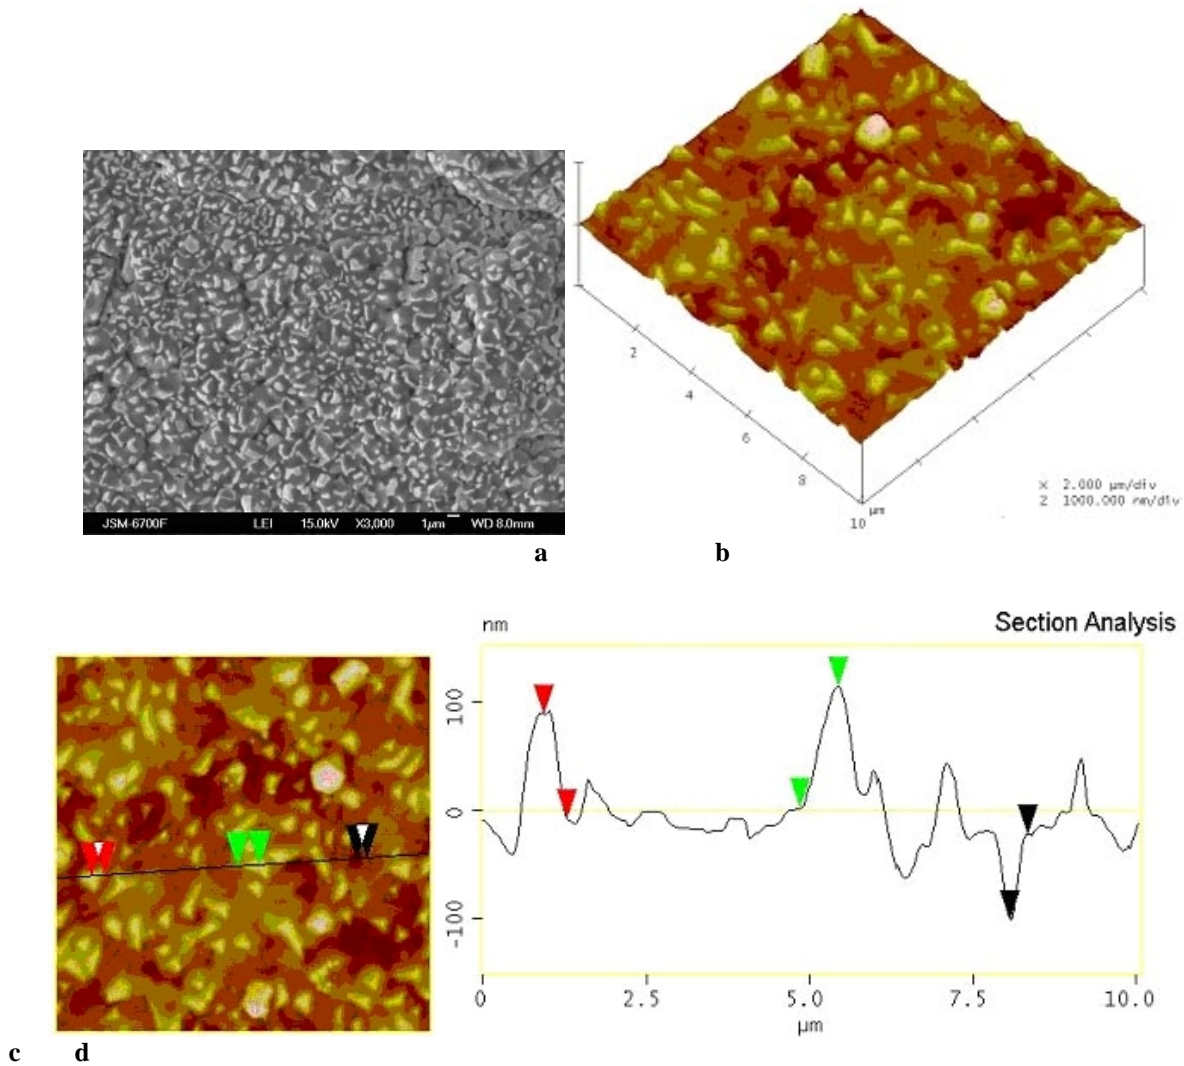 JSM-6700F LEI 15.0kV X3,000 1µm WD 8.0mm
2
4
6
8
10
µm
X 2.000 µm/div
Z 1000.000 nm/div
a b
nm
Section Analysis
100
0
-100
0 2.5 5.0 7.5 10.0
µm
c d